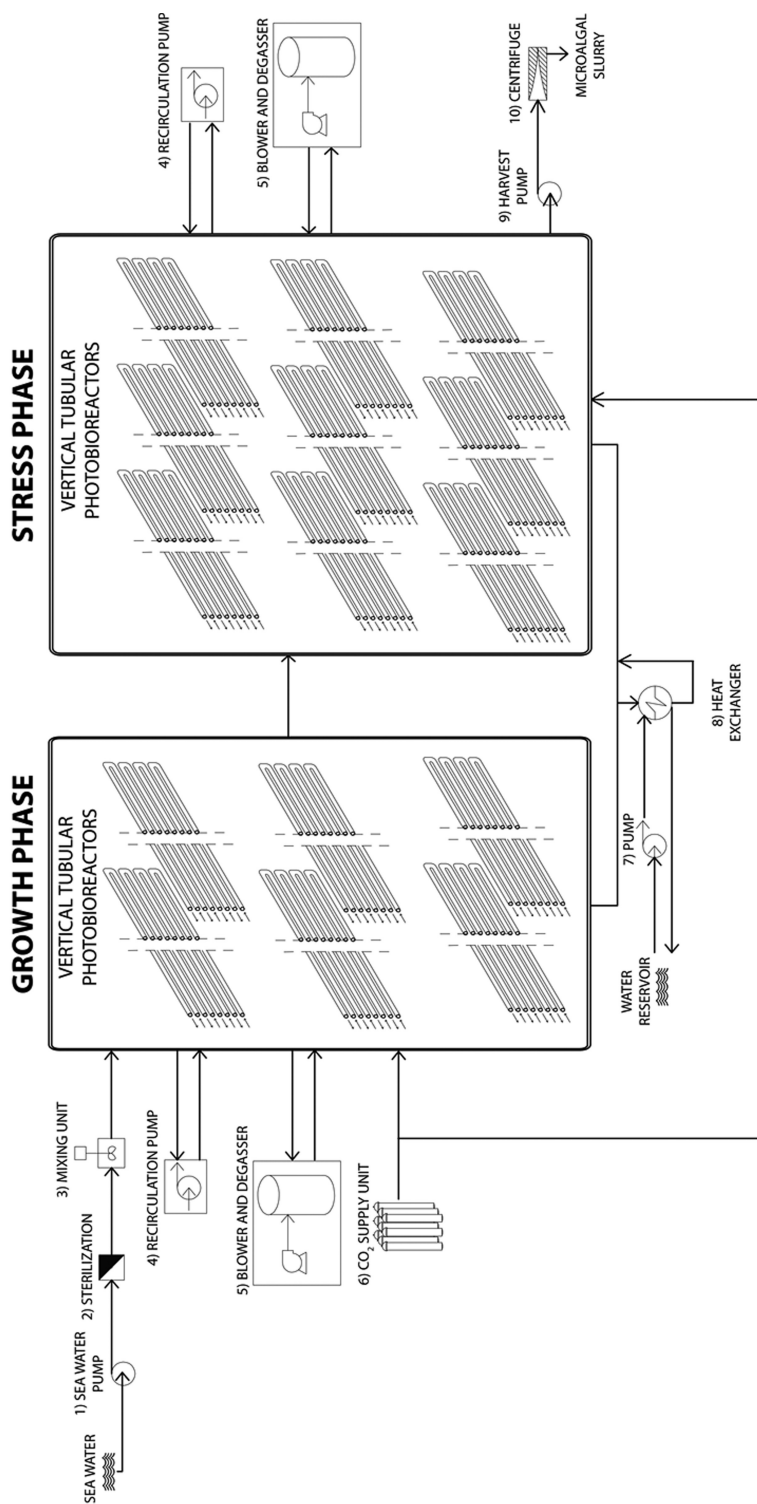 GROWTH PHASE
STRESS PHASE
VERTICAL TUBULAR
PHOTOBIOREACTORS
VERTICAL TUBULAR
PHOTOBIOREACTORS
SEA WATER
1) SEA WATER
PUMP
2) STERILIZATION
3) MIXING UNIT
4) RECIRCULATION PUMP
5) BLOWER AND DEGASSER
6) CO₂ SUPPLY UNIT
4) RECIRCULATION PUMP
5) BLOWER AND DEGASSER
WATER
RESERVOIR
7) PUMP
8) HEAT
EXCHANGER
9) HARVEST
PUMP
10) CENTRIFUGE
MICROALGAL
SLURRY